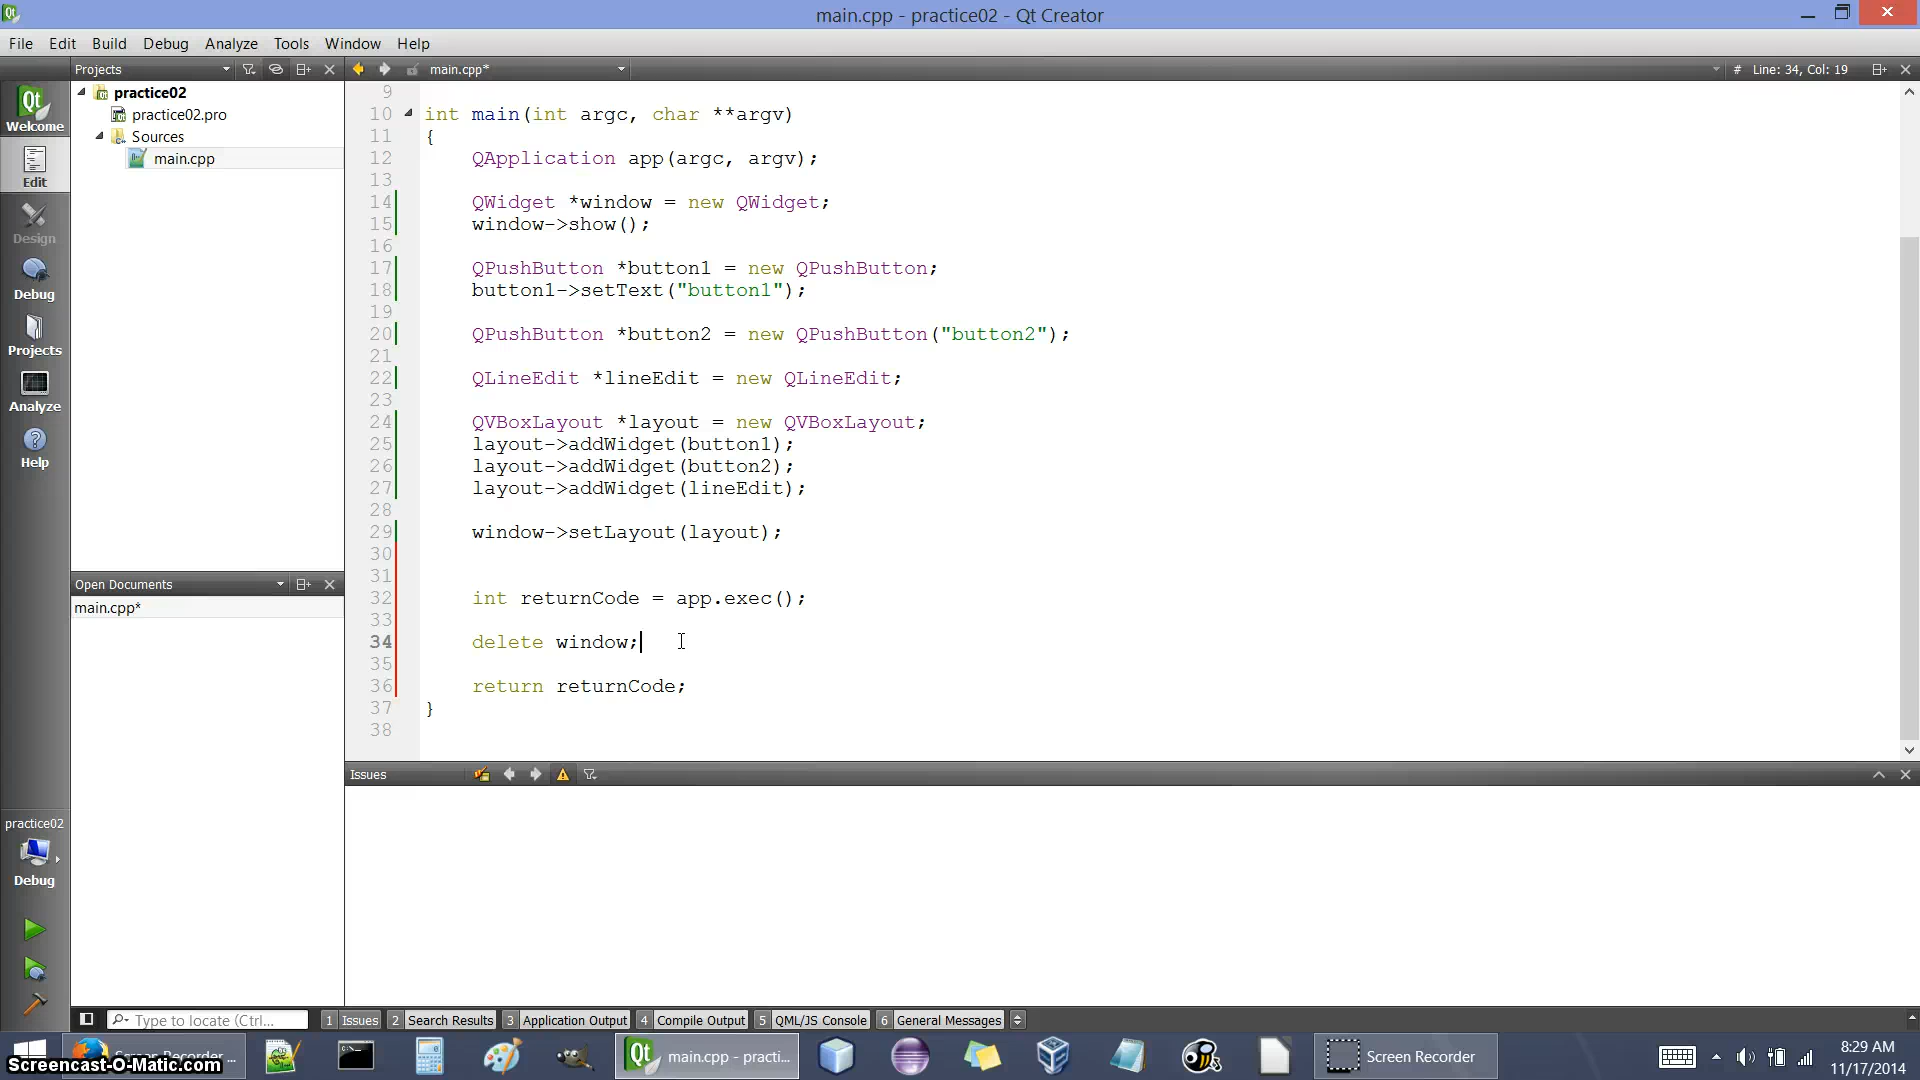 main.cpp - practice02 - Qt Creator
File Edit Build Debug Analyze Tools Window Help
Projects
main.cpp*
# Line: 34, Col: 19
Welcome
Edit
Design
Debug
Projects
Analyze
Help
practice02
practice02.pro
Sources
main.cpp
Open Documents
main.cpp*
9
10 int main(int argc, char **argv)
11 {
12 QApplication app(argc, argv);
13
14 QWidget *window = new QWidget;
15 window->show();
16
17 QPushButton *button1 = new QPushButton;
18 button1->setText("button1");
19
20 QPushButton *button2 = new QPushButton("button2");
21
22 QLineEdit *lineEdit = new QLineEdit;
23
24 QVBoxLayout *layout = new QVBoxLayout;
25 layout->addWidget(button1);
26 layout->addWidget(button2);
27 layout->addWidget(lineEdit);
28
29 window->setLayout(layout);
30
31
32 int returnCode = app.exec();
33
34 delete window;
35
36 return returnCode;
37 }
38
Issues
practice02
Debug
Type to locate (Ctrl...
1 Issues 2 Search Results 3 Application Output 4 Compile Output 5 QML/JS Console 6 General Messages
Screen Recorder ...
main.cpp - practi...
Screen Recorder
8:29 AM
11/17/2014
Screencast-O-Matic.com